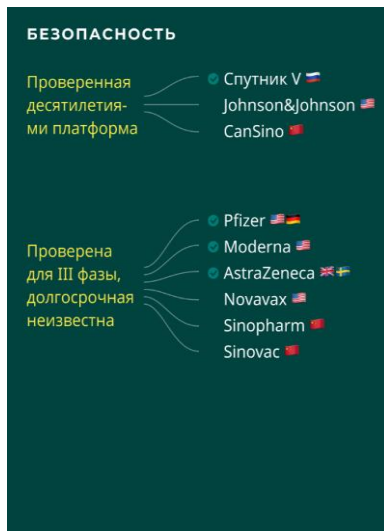 БЕЗОПАСНОСТЬ
Проверенная
десятилетия-
ми платформа
Спутник V
Johnson&Johnson
CanSino
Проверена
для III фазы,
долгосрочная
неизвестна
Pfizer
Moderna
AstraZeneca
Novavax
Sinopharm
Sinovac